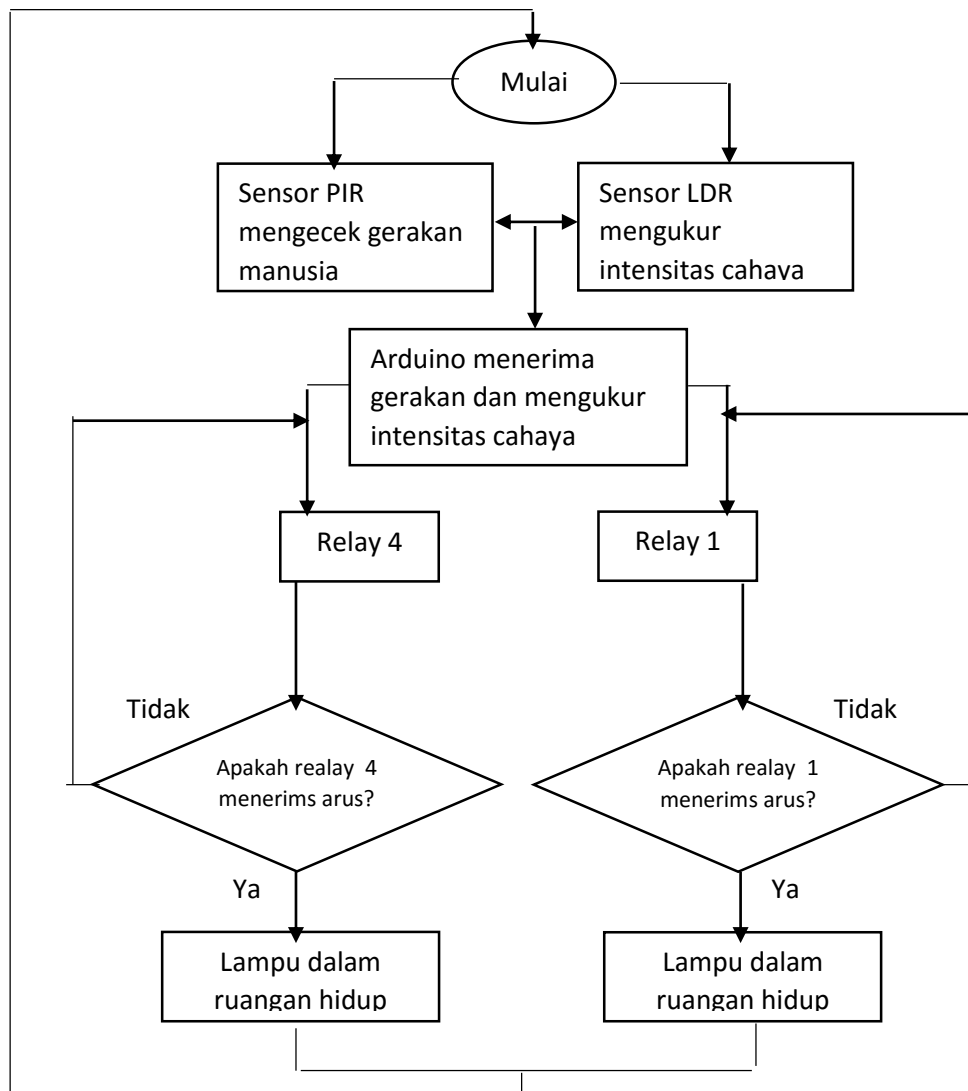 Mulai
Sensor PIR
mengecek gerakan
manusia
Sensor LDR
mengukur
intensitas cahaya
Arduino menerima
gerakan dan mengukur
intensitas cahaya
Relay 4
Relay 1
Tidak
Tidak
Apakah realay 4
menerims arus?
Apakah realay 1
menerims arus?
Ya
Ya
Lampu dalam
ruangan hidup
Lampu dalam
ruangan hidup